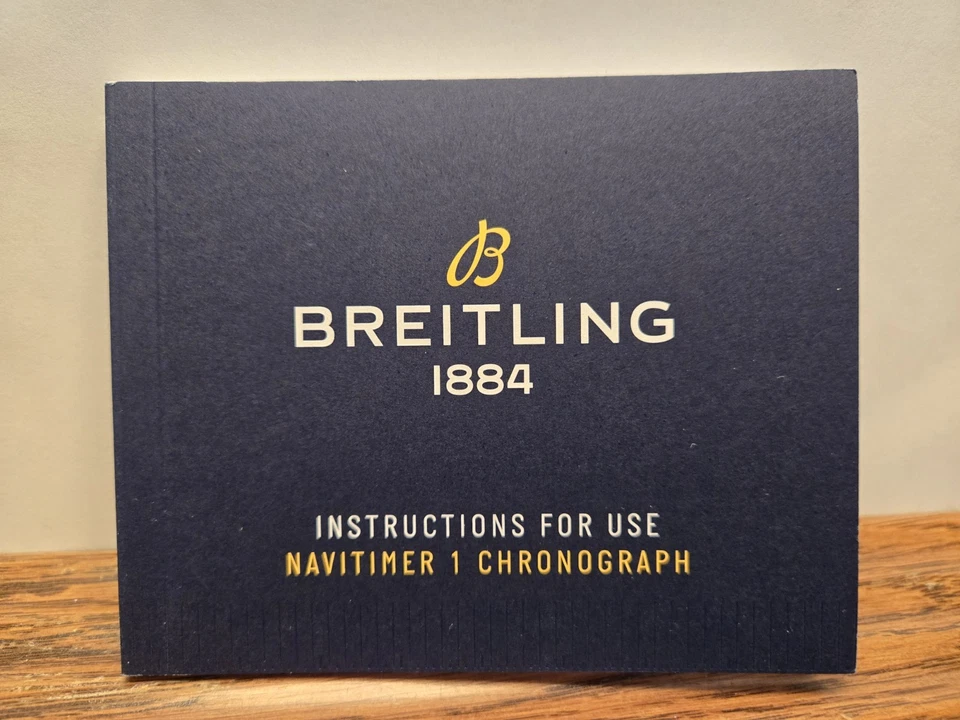 B
BREITLING
1884
INSTRUCTIONS FOR USE
NAVITIMER 1 CHRONOGRAPH